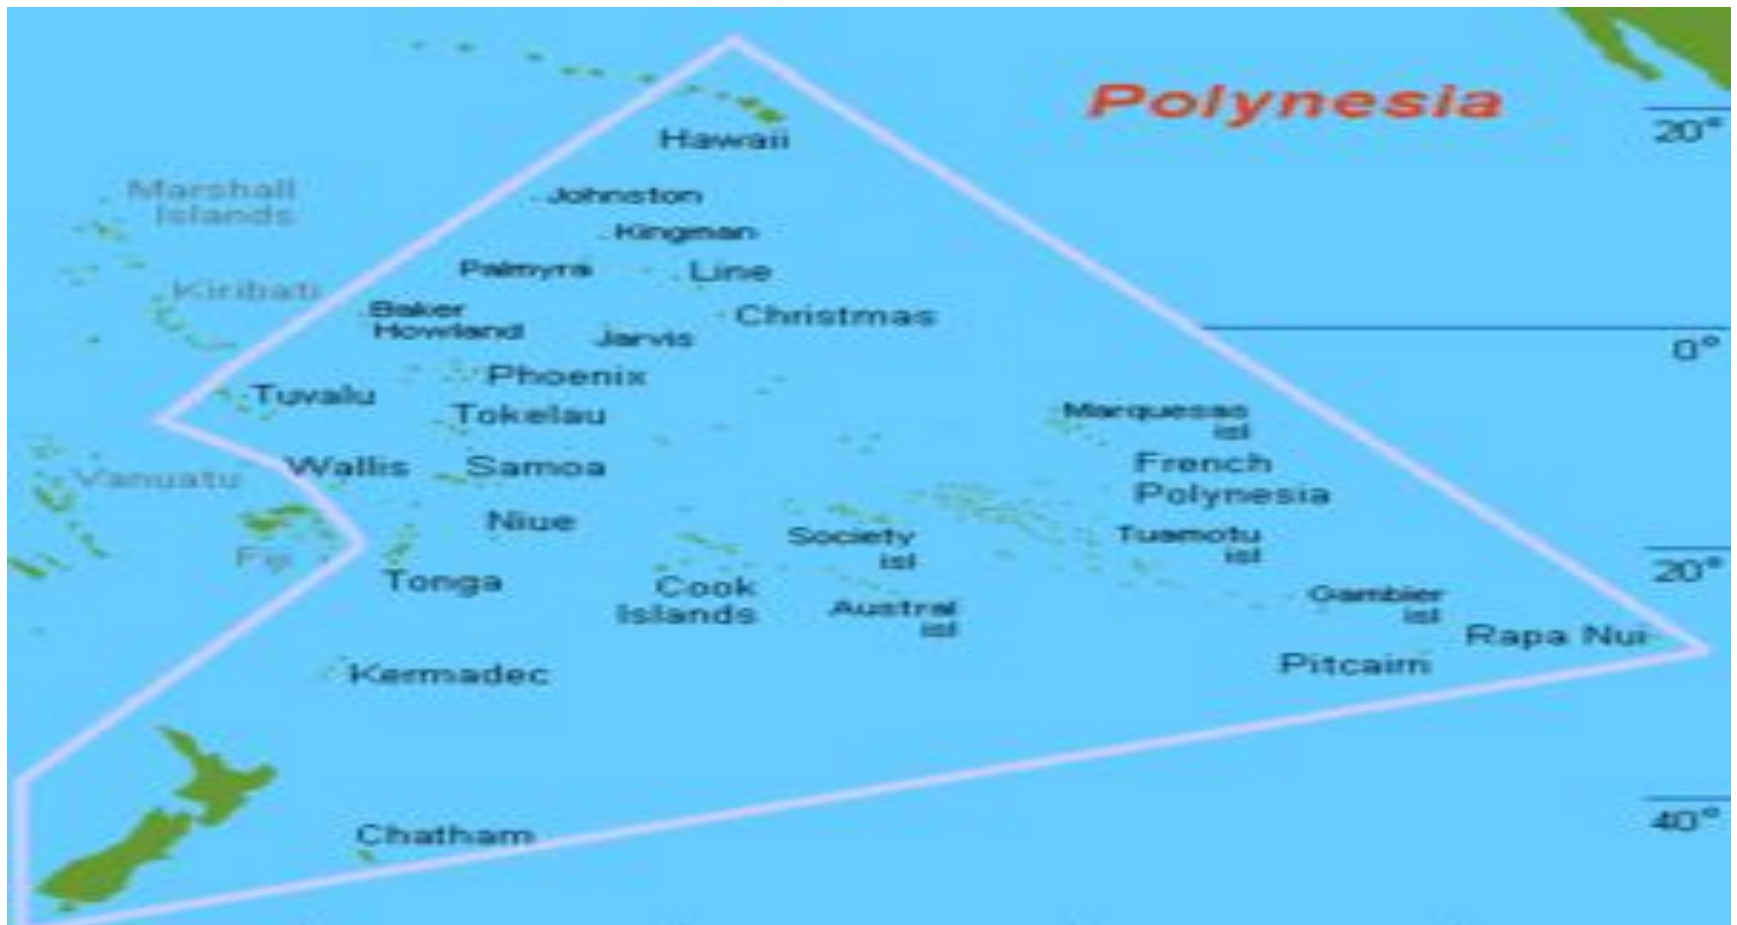 Polynesia
20°
Hawaii
Marshall
Islands
Johnston
Kingman
Palmyra
Line
Kiribati
Baker
Howland
Christmas
Jarvis
0°
Phoenix
Tuvalu
Tokelau
Marquesas
isl
Wallis
Samoa
French
Polynesia
Vanuatu
Niue
Society
isl
Tuamotu
isl
Fiji
Tonga
20°
Cook
Islands
Austral
isl
Gambier
isl
Rapa Nui
Pitcairn
Kermadec
40°
Chatham